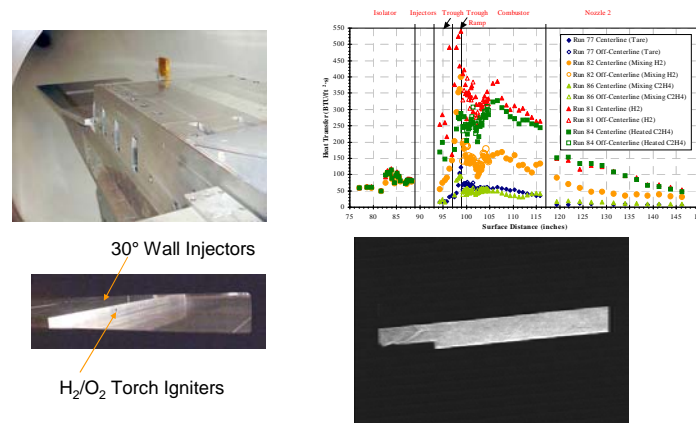 Isolator
Injectors
Trough
Trough Ramp
Combustor
Nozzle 2
550
500
450
400
350
300
250
200
150
100
50
0
Heat Transfer (BTU/ft²-s)
75
80
85
90
95
100
105
110
115
120
125
130
135
140
145
Surface Distance (inches)
Run 77 Centerline (Tare)
Run 77 Off-Centerline (Tare)
Run 82 Centerline (Mixing H2)
Run 82 Off-Centerline (Mixing H2)
Run 86 Centerline (Mixing C2H4)
Run 86 Off-Centerline (Mixing C2H4)
Run 81 Centerline (H2)
Run 81 Off-Centerline (H2)
Run 84 Centerline (Heated C2H4)
Run 84 Off-Centerline (Heated C2H4)
30° Wall Injectors
H₂/O₂ Torch Igniters